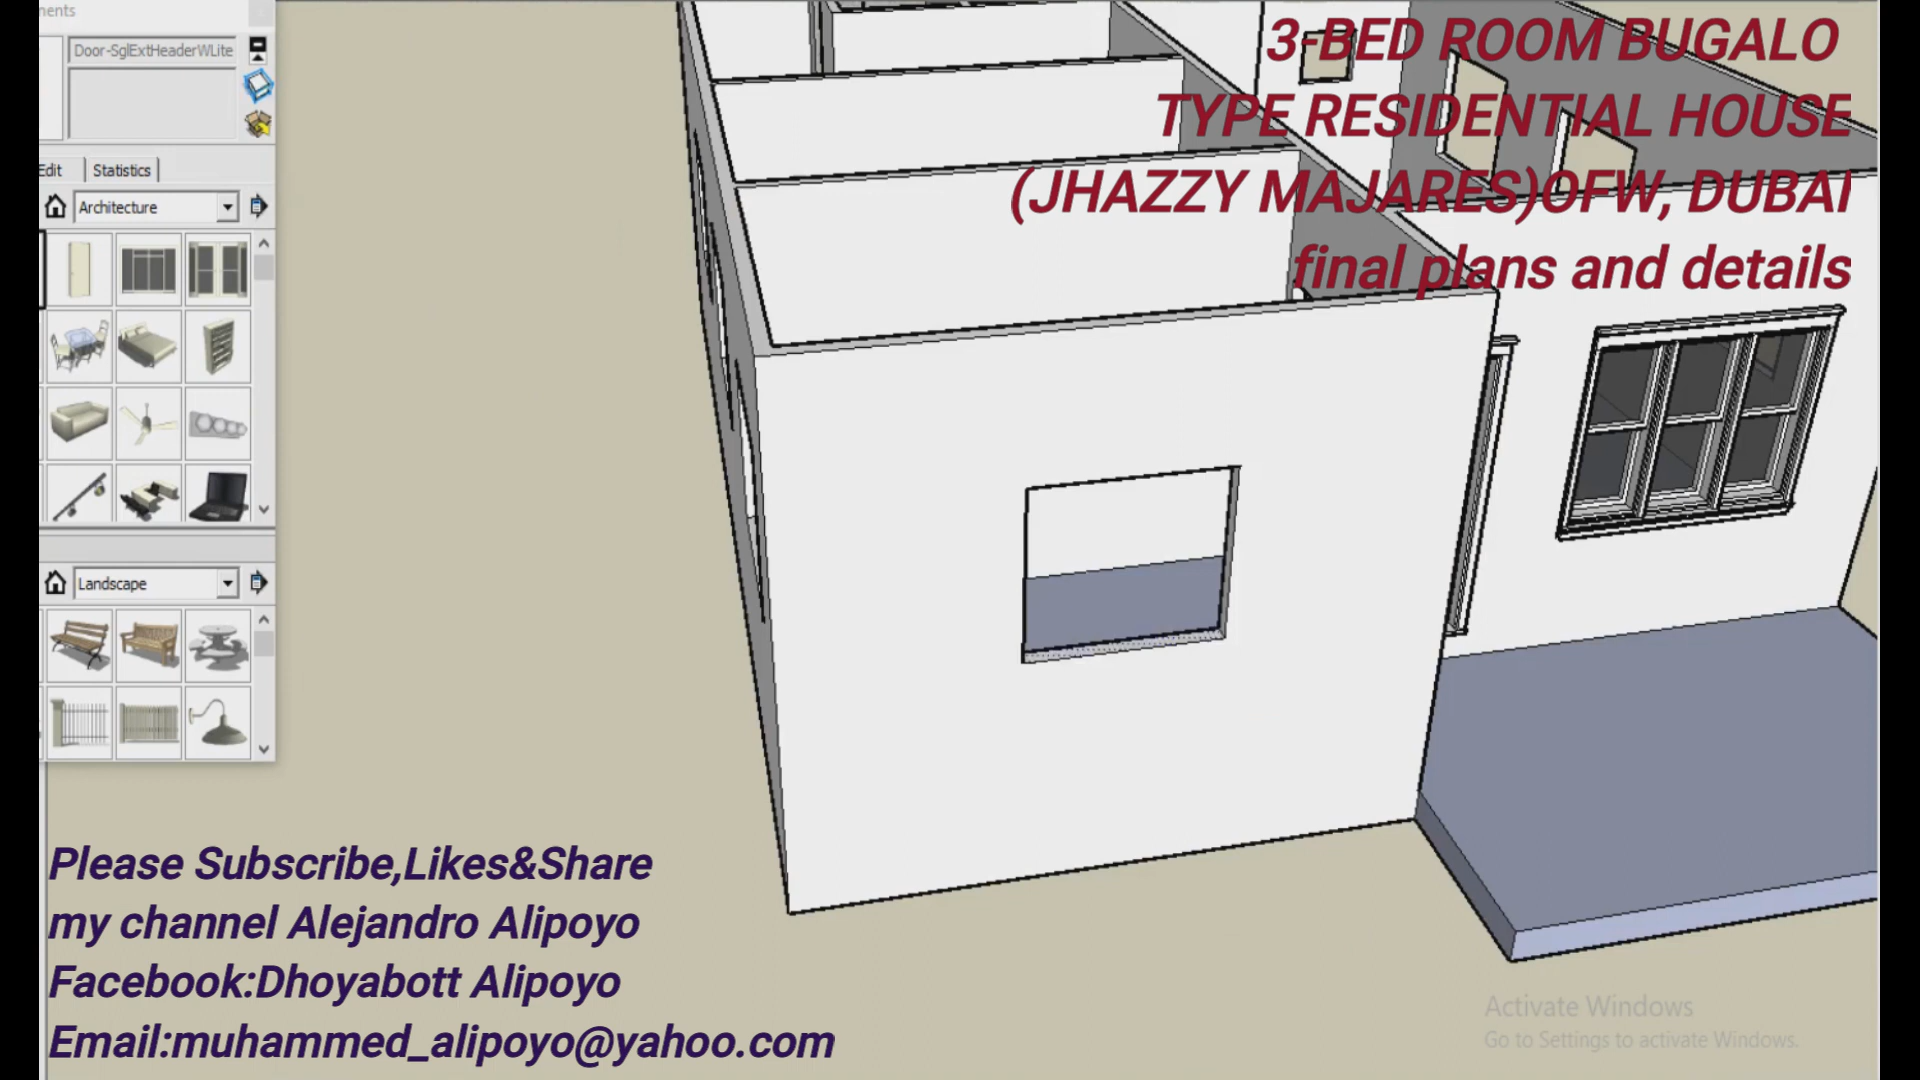 3-BED ROOM BUGALO
TYPE RESIDENTIAL HOUSE
(JHAZZY MAJARES)OFW, DUBAI
final plans and details
Door-SglExtHeaderWLite
Edit
Statistics
Architecture
Landscape
Please Subscribe,Likes&Share
my channel Alejandro Alipoyo
Facebook:Dhoyabott Alipoyo
Email:muhammed_alipoyo@yahoo.com
Activate Windows
Go to Settings to activate Windows.